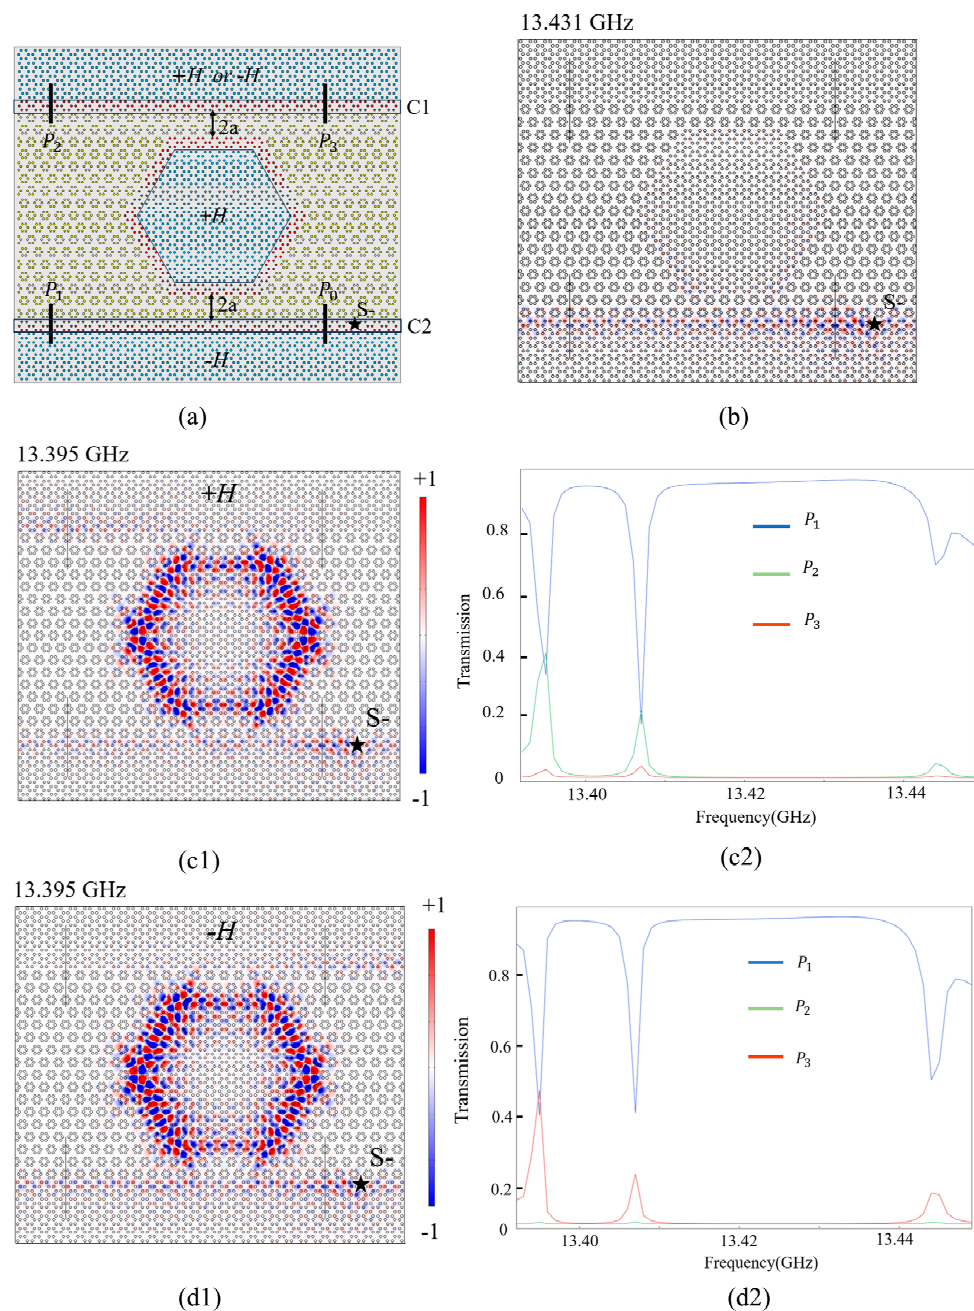 13.431 GHz
+H or -H
C1
2a
P2
P3
+H
P1
2a
P0
S-
C2
-H
S-
(a)
(b)
13.395 GHz
+H
+1
S-
-1
0.8
0.6
0.4
0.2
0
Transmission
P1
P2
P3
13.40
13.42
13.44
Frequency(GHz)
(c1)
(c2)
13.395 GHz
-H
+1
S-
-1
0.8
0.6
0.4
0.2
0
Transmission
P1
P2
P3
13.40
13.42
13.44
Frequency(GHz)
(d1)
(d2)